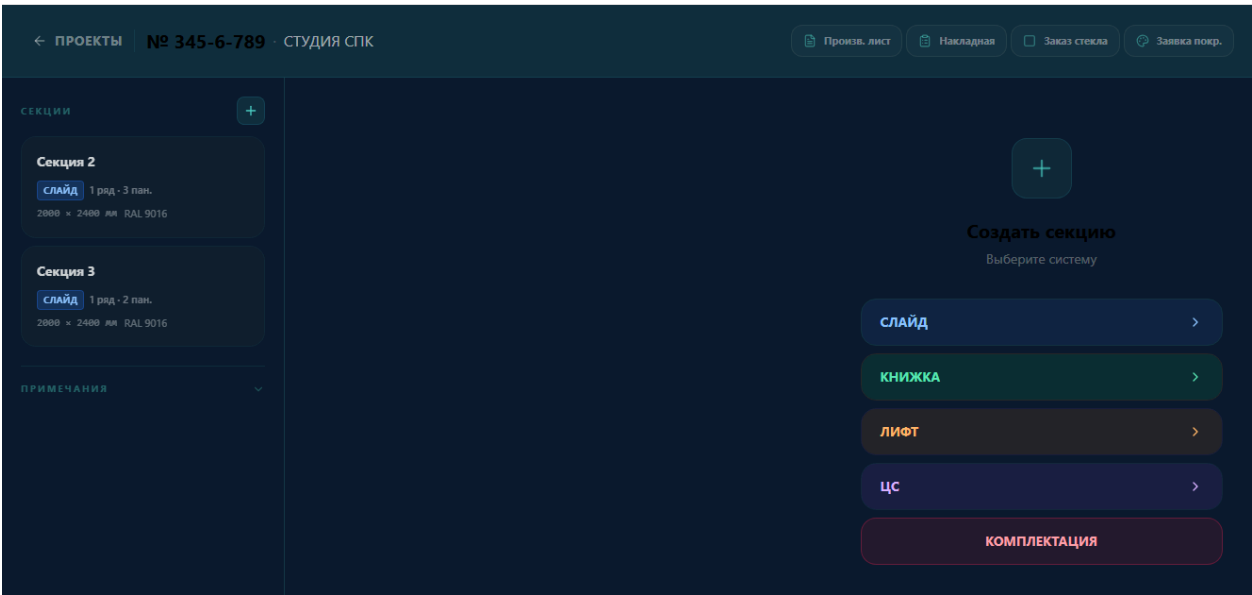 ← ПРОЕКТЫ № 345-6-789 · СТУДИЯ СПК
Произв. лист Накладная Заказ стекла Заявка покр.
СЕКЦИИ +
Секция 2
СЛАЙД 1 ряд · 3 пан.
2000 × 2400 мм RAL 9016
Секция 3
СЛАЙД 1 ряд · 2 пан.
2000 × 2400 мм RAL 9016
ПРИМЕЧАНИЯ
+
Создать секцию
Выберите систему
СЛАЙД
КНИЖКА
ЛИФТ
ЦС
КОМПЛЕКТАЦИЯ